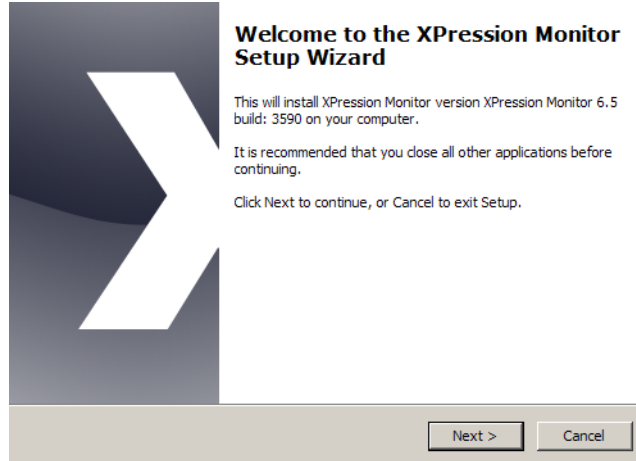 Welcome to the XPression Monitor
Setup Wizard
This will install XPression Monitor version XPression Monitor 6.5
build: 3590 on your computer.
It is recommended that you close all other applications before
continuing.
Click Next to continue, or Cancel to exit Setup.
Next >
Cancel